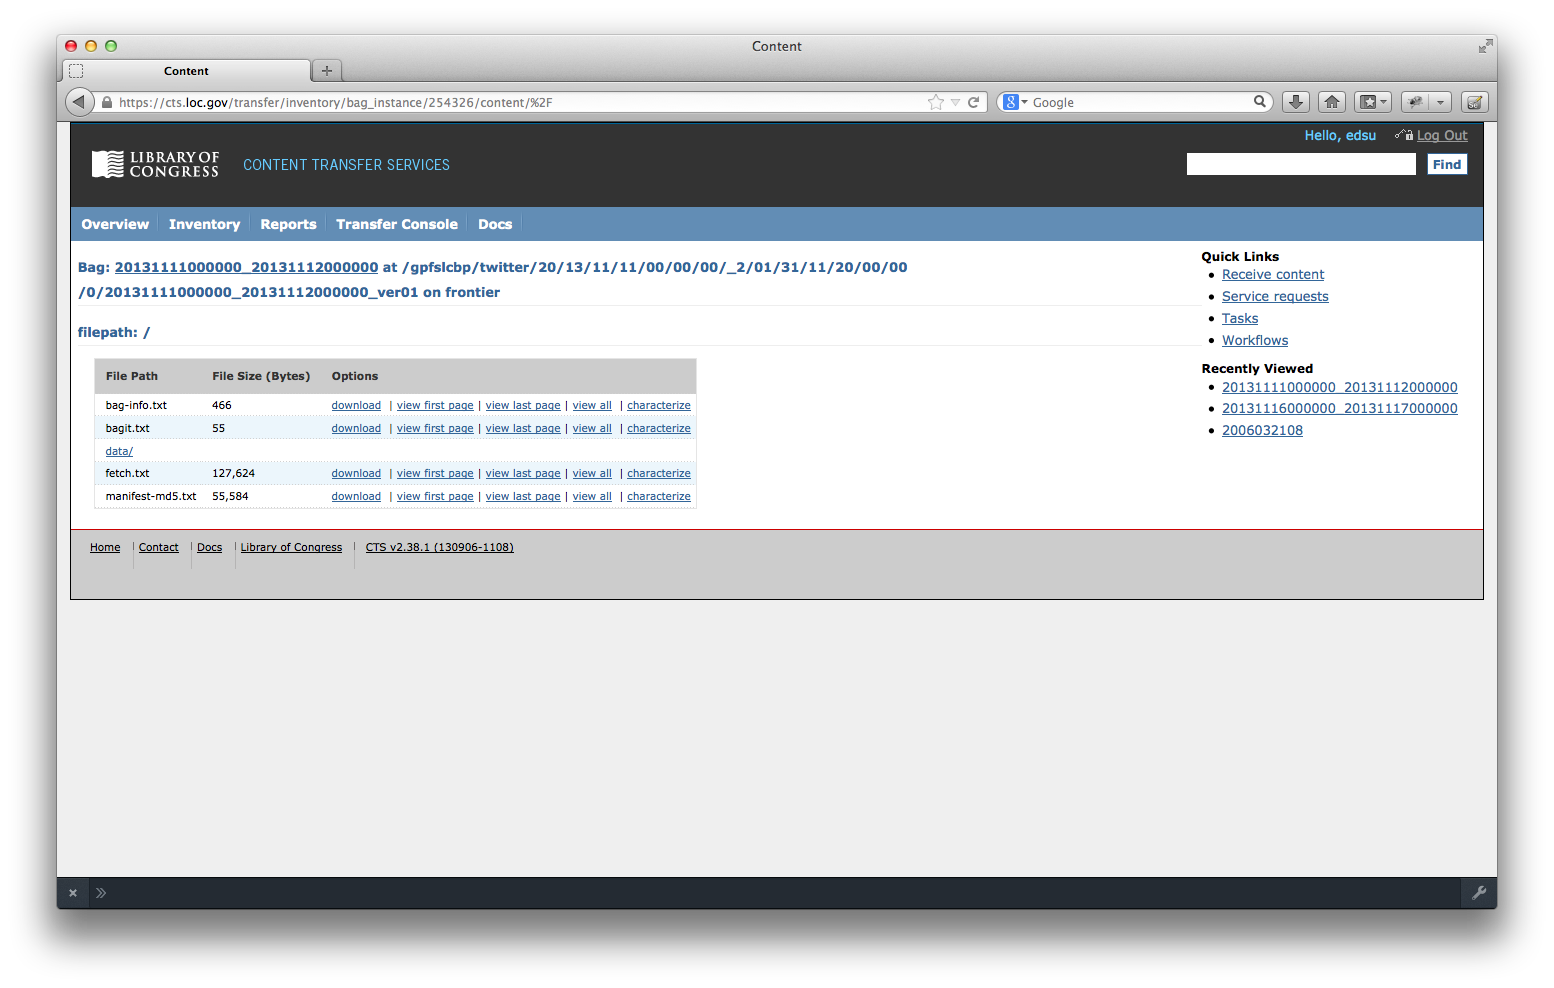 Content
Content
https://cts.loc.gov/transfer/inventory/bag_instance/254326/content/%2F
Google
Hello, edsu
Log Out
LIBRARY OF
CONGRESS
CONTENT TRANSFER SERVICES
Find
Overview Inventory Reports Transfer Console Docs
Bag: 20131111000000_20131112000000 at /gpfslcbp/twitter/20/13/11/11/00/00/00/_2/01/31/11/20/00/00
/0/20131111000000_20131112000000_ver01 on frontier
filepath: /
File Path File Size (Bytes) Options
bag-info.txt 466 download | view first page | view last page | view all | characterize
bagit.txt 55 download | view first page | view last page | view all | characterize
data/
fetch.txt 127,624 download | view first page | view last page | view all | characterize
manifest-md5.txt 55,584 download | view first page | view last page | view all | characterize
Quick Links
Receive content
Service requests
Tasks
Workflows
Recently Viewed
20131111000000_20131112000000
20131116000000_20131117000000
2006032108
Home | Contact | Docs | Library of Congress | CTS v2.38.1 (130906-1108)